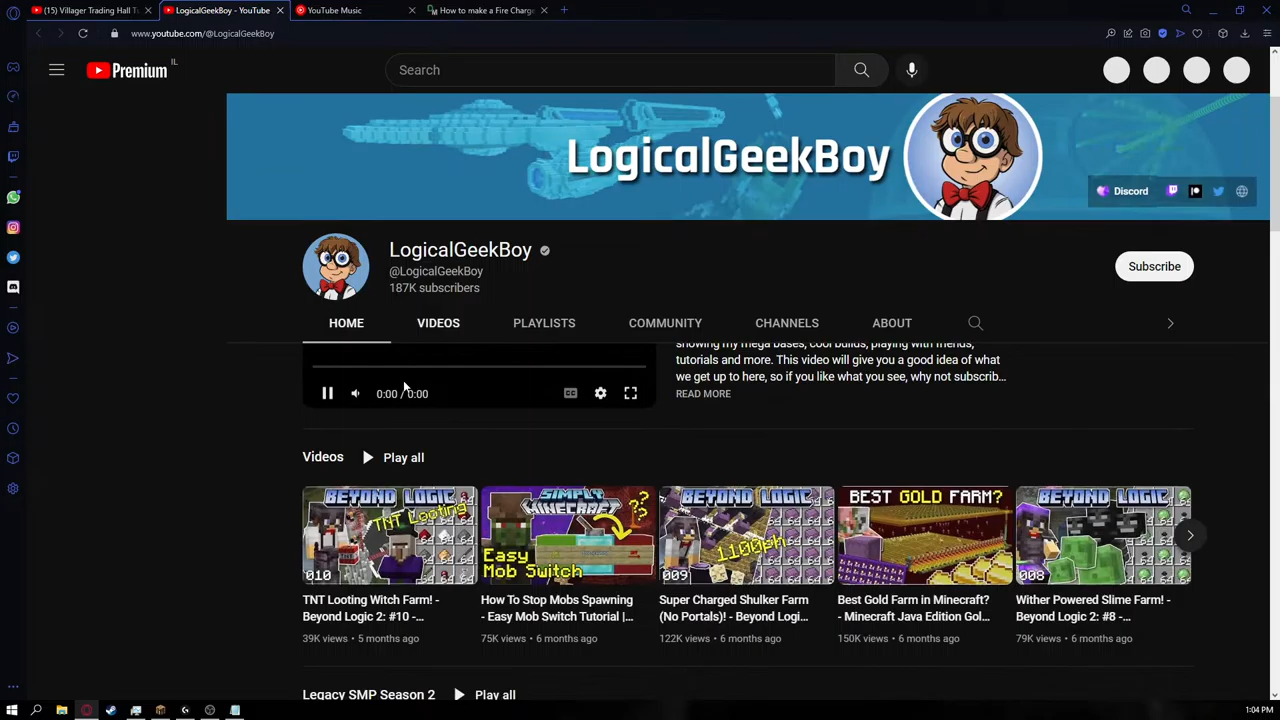 (15) Villager Trading Hall T
LogicalGeekBoy - YouTube
YouTube Music
How to make a Fire Charg
www.youtube.com/@LogicalGeekBoy
Premium
IL
Search
LogicalGeekBoy
Discord
LogicalGeekBoy
@LogicalGeekBoy
187K subscribers
Subscribe
HOME
VIDEOS
PLAYLISTS
COMMUNITY
CHANNELS
ABOUT
showing my mega bases, cool builds, playing with friends,
tutorials and more. This video will give you a good idea of what
we get up to here, so if you like what you see, why not subscrib...
READ MORE
0:00 / 0:00
Videos
Play all
BEYOND LOGIC
TNT Looting
010
SIMPLY MINECRAFT
??
Easy
Mob Switch
BEYOND LOGIC
1100ph
009
BEST GOLD FARM?
BEYOND LOGIC
008
TNT Looting Witch Farm! -
Beyond Logic 2: #10 -...
39K views • 5 months ago
How To Stop Mobs Spawning
- Easy Mob Switch Tutorial |...
75K views • 6 months ago
Super Charged Shulker Farm
(No Portals)! - Beyond Logi...
122K views • 6 months ago
Best Gold Farm in Minecraft?
- Minecraft Java Edition Gol...
150K views • 6 months ago
Wither Powered Slime Farm! -
Beyond Logic 2: #8 -...
79K views • 6 months ago
Legacy SMP Season 2
Play all
1:04 PM